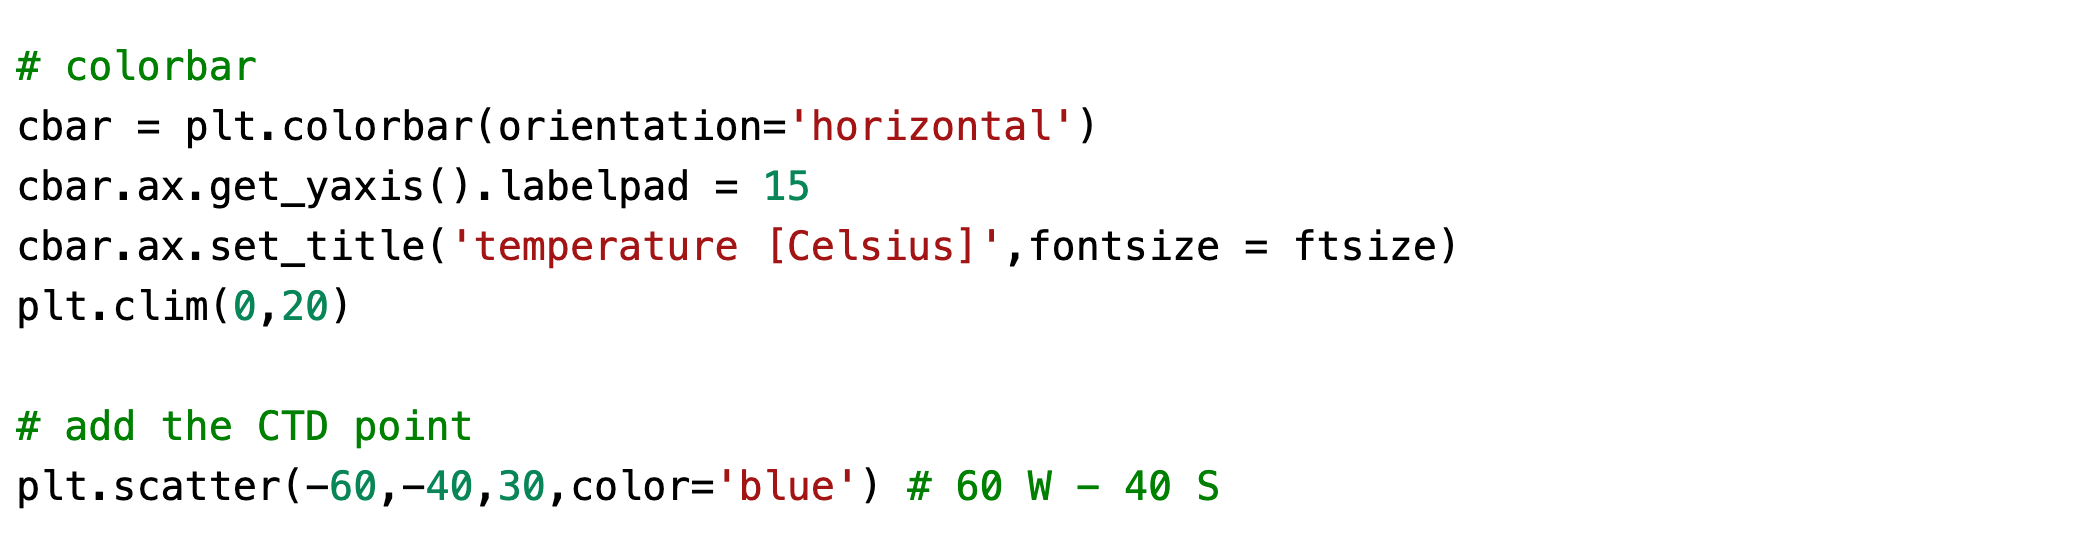 # colorbar
cbar = plt.colorbar(orientation='horizontal')
cbar.ax.get_yaxis().labelpad = 15
cbar.ax.set_title('temperature [Celsius]',fontsize = ftsize)
plt.clim(0,20)
# add the CTD point
plt.scatter(-60,-40,30,color='blue') # 60 W - 40 S